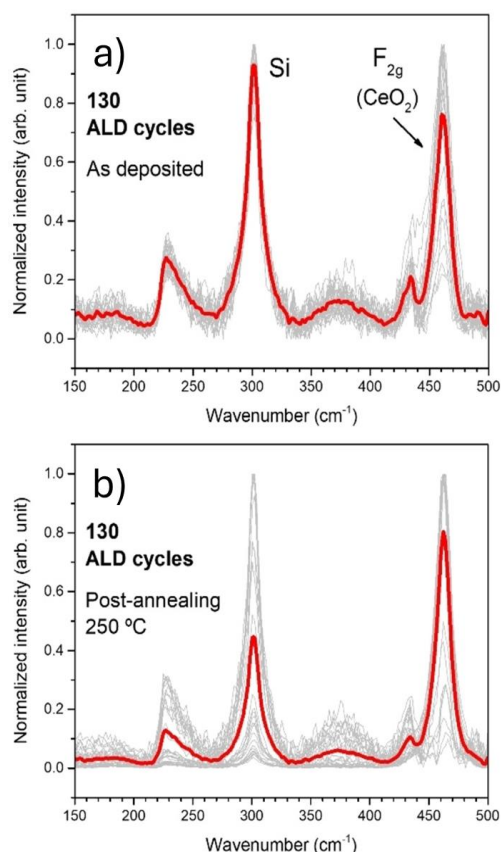 a)
Si
F2g
(CeO2)
130
ALD cycles
As deposited
Normalized intensity (arb. unit)
1.0
0.8
0.6
0.4
0.2
0.0
150 200 250 300 350 400 450 500
Wavenumber (cm-1)
b)
130
ALD cycles
Post-annealing
250 ºC
Normalized intensity (arb. unit)
1.0
0.8
0.6
0.4
0.2
0.0
150 200 250 300 350 400 450 500
Wavenumber (cm-1)